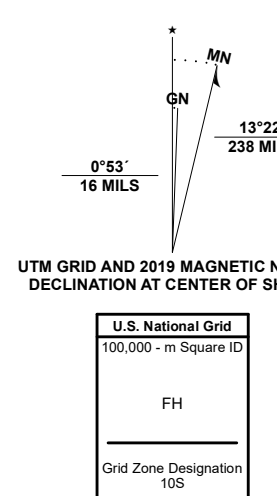 ★
MN
GN
13°22
238 MI
0°53´
16 MILS
UTM GRID AND 2019 MAGNETIC N
DECLINATION AT CENTER OF SH
U.S. National Grid
100,000 - m Square ID
FH
Grid Zone Designation
10S